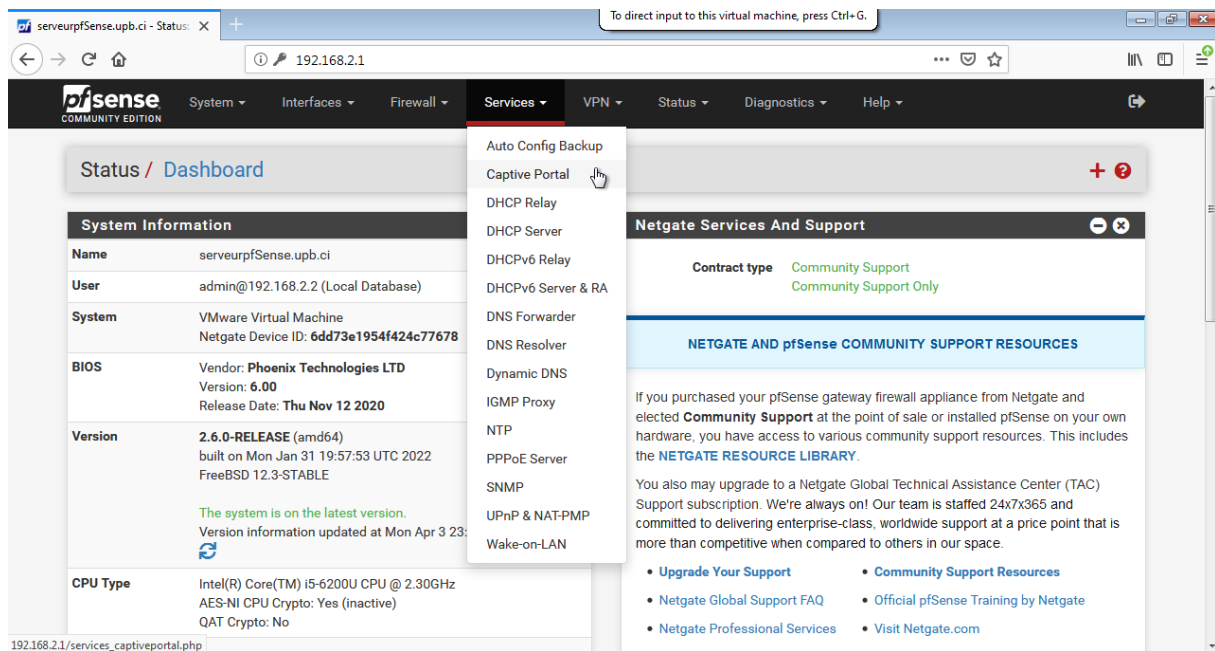 serveurpfSense.upb.ci - Status:
To direct input to this virtual machine, press Ctrl+G.
192.168.2.1
pfsense
COMMUNITY EDITION
System
Interfaces
Firewall
Services
VPN
Status
Diagnostics
Help
Auto Config Backup
Captive Portal
DHCP Relay
DHCP Server
DHCPv6 Relay
DHCPv6 Server & RA
DNS Forwarder
DNS Resolver
Dynamic DNS
IGMP Proxy
NTP
PPPoE Server
SNMP
UPnP & NAT-PMP
Wake-on-LAN
Status / Dashboard
System Infor
Name serveurpfSense.upb.ci
User admin@192.168.2.2 (Local Database)
System VMware Virtual Machine
Netgate Device ID: 6dd73e1954f424c77678
BIOS Vendor: Phoenix Technologies LTD
Version: 6.00
Release Date: Thu Nov 12 2020
Version 2.6.0-RELEASE (amd64)
built on Mon Jan 31 19:57:53 UTC 2022
FreeBSD 12.3-STABLE
The system is on the latest version.
Version information updated at Mon Apr 3 23:
CPU Type Intel(R) Core(TM) i5-6200U CPU @ 2.30GHz
AES-NI CPU Crypto: Yes (inactive)
QAT Crypto: No
Netgate Services And Support
Contract type Community Support
Community Support Only
NETGATE AND pfSense COMMUNITY SUPPORT RESOURCES
If you purchased your pfSense gateway firewall appliance from Netgate and
elected Community Support at the point of sale or installed pfSense on your own
hardware, you have access to various community support resources. This includes
the NETGATE RESOURCE LIBRARY.
You also may upgrade to a Netgate Global Technical Assistance Center (TAC)
Support subscription. We're always on! Our team is staffed 24x7x365 and
committed to delivering enterprise-class, worldwide support at a price point that is
more than competitive when compared to others in our space.
• Upgrade Your Support
• Community Support Resources
• Netgate Global Support FAQ
• Official pfSense Training by Netgate
• Netgate Professional Services
• Visit Netgate.com
192.168.2.1/services_captiveportal.php